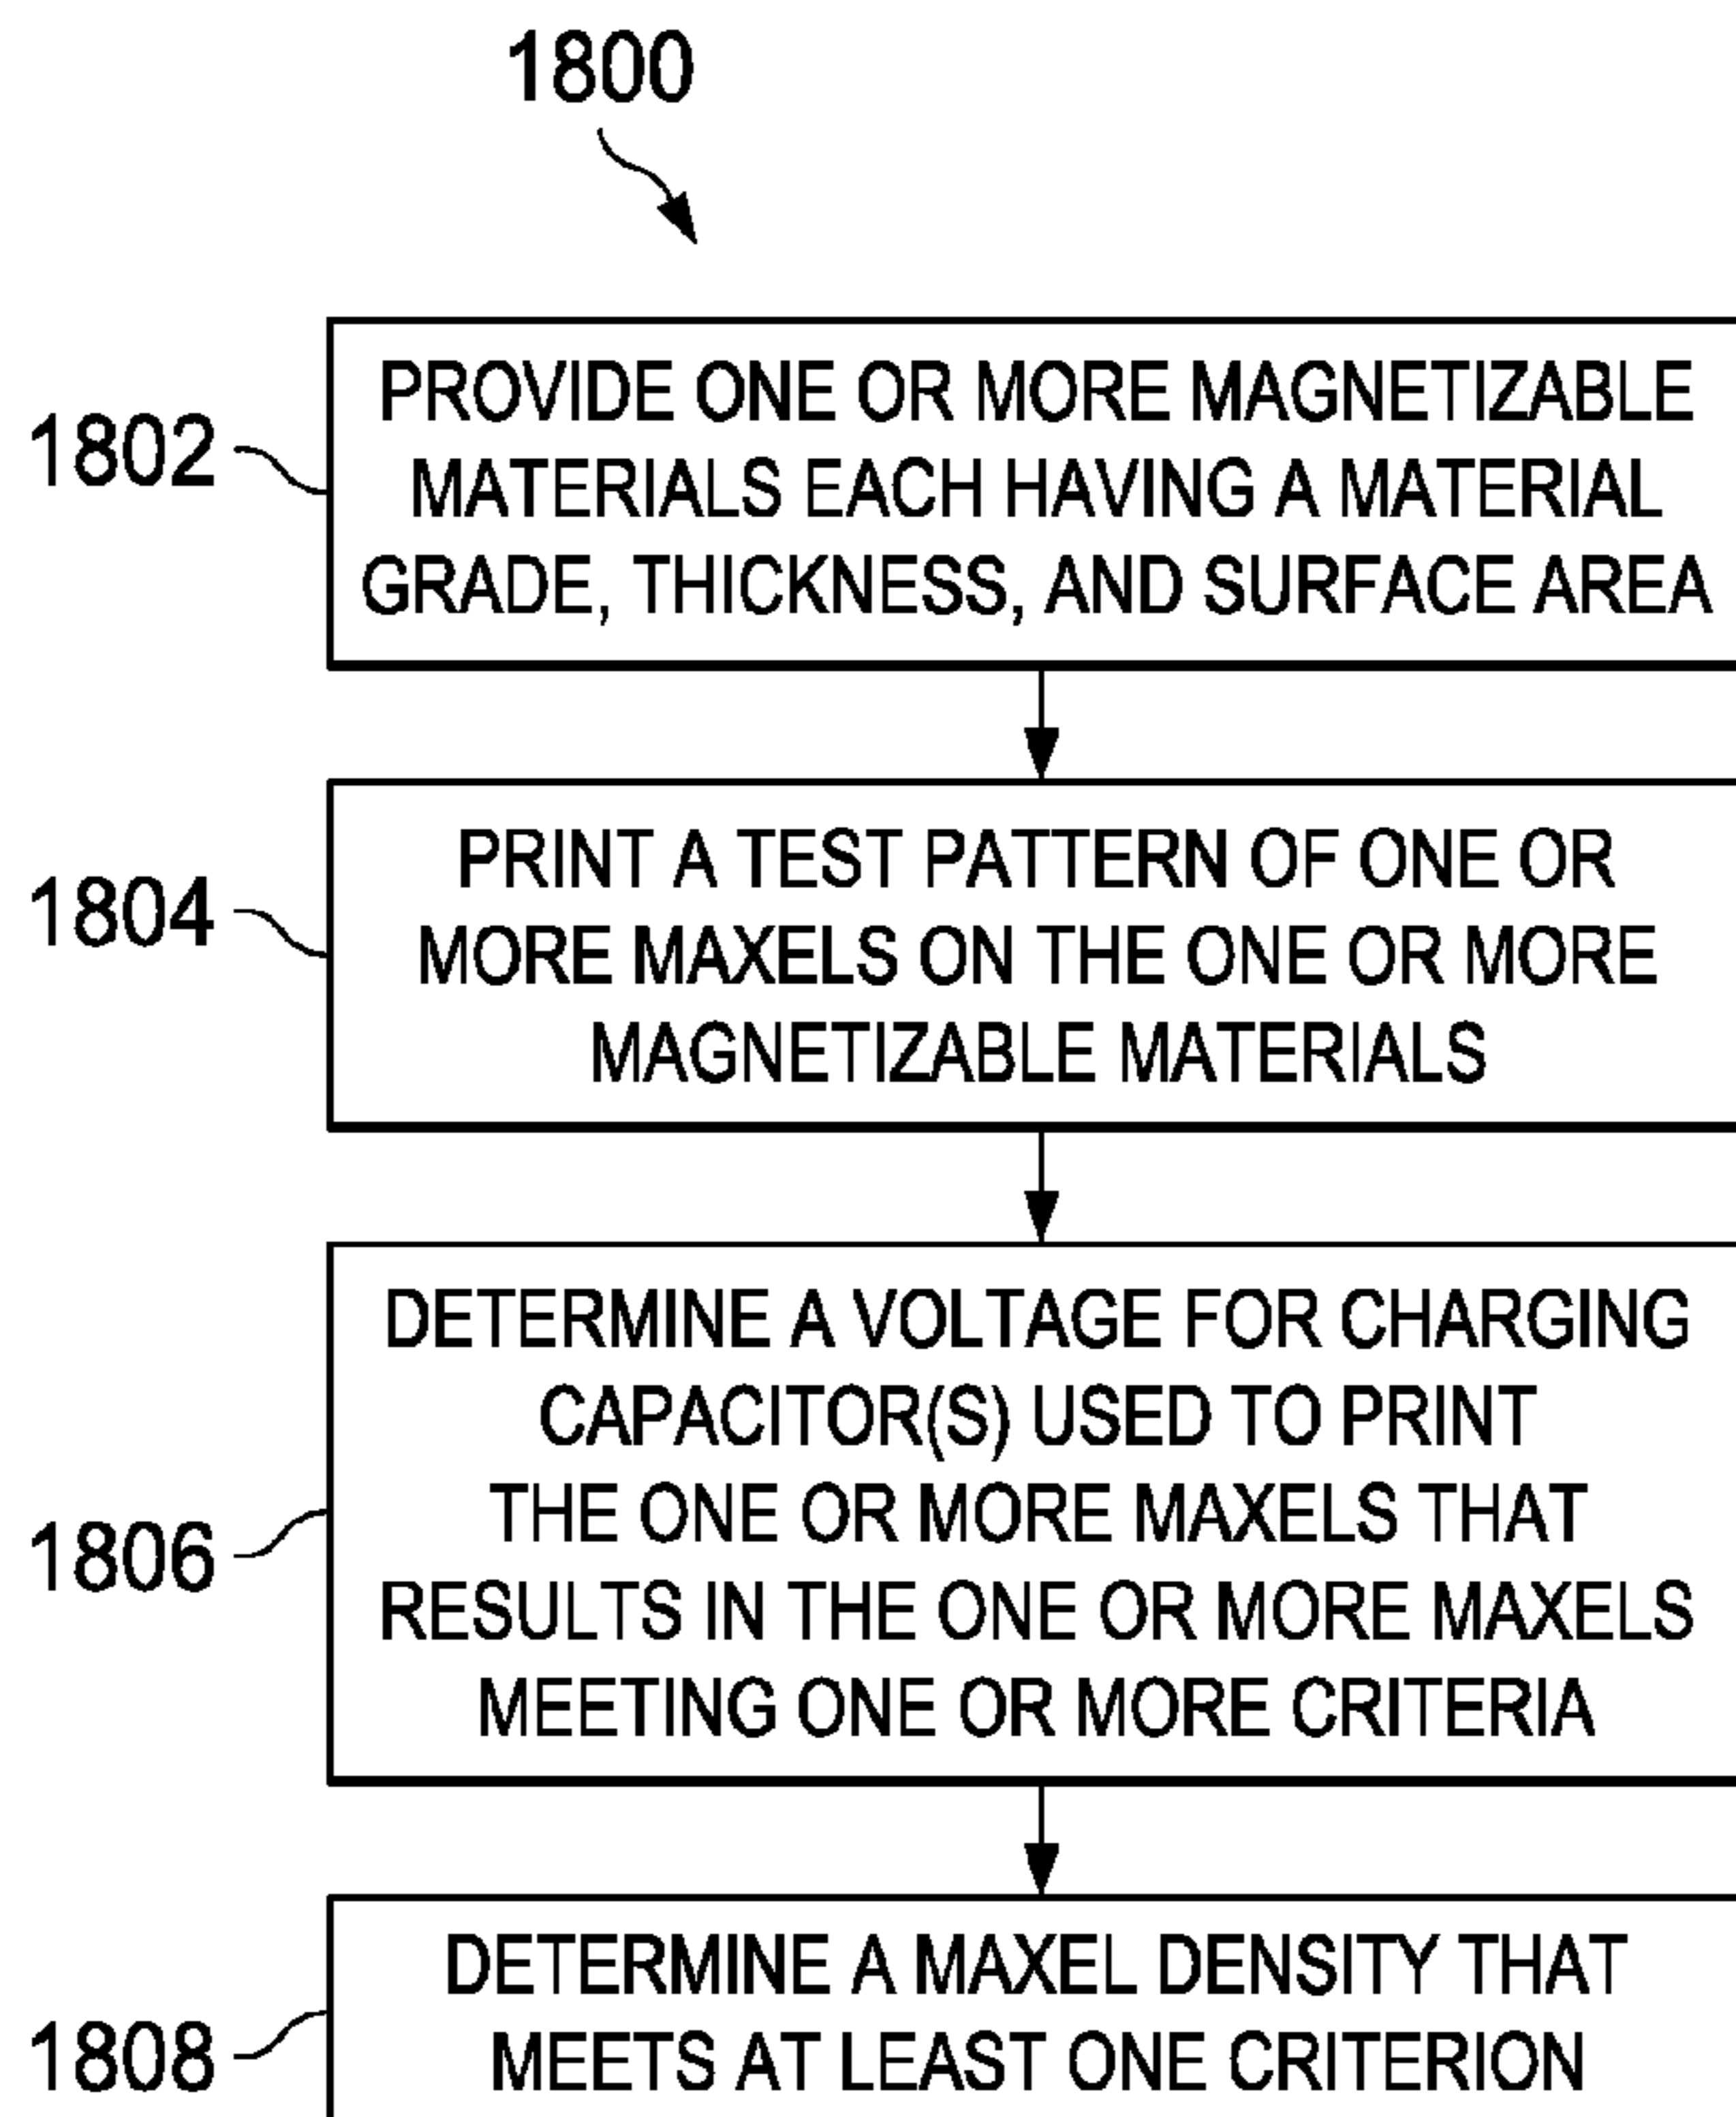 1800
1802
PROVIDE ONE OR MORE MAGNETIZABLE
MATERIALS EACH HAVING A MATERIAL
GRADE, THICKNESS, AND SURFACE AREA
1804
PRINT A TEST PATTERN OF ONE OR
MORE MAXELS ON THE ONE OR MORE
MAGNETIZABLE MATERIALS
1806
DETERMINE A VOLTAGE FOR CHARGING
CAPACITOR(S) USED TO PRINT
THE ONE OR MORE MAXELS THAT
RESULTS IN THE ONE OR MORE MAXELS
MEETING ONE OR MORE CRITERIA
1808
DETERMINE A MAXEL DENSITY THAT
MEETS AT LEAST ONE CRITERION